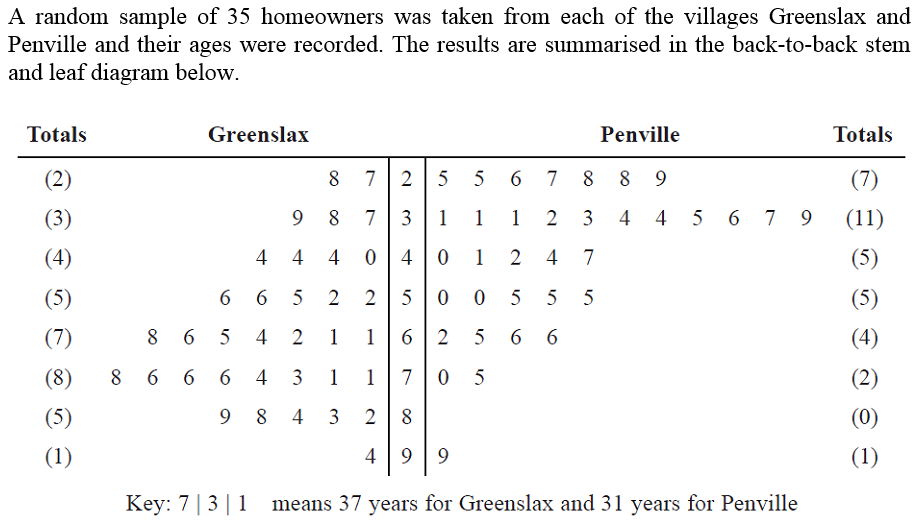 A random sample of 35 homeowners was taken from each of the villages Greenslax and
Penville and their ages were recorded. The results are summarised in the back-to-back stem
and leaf diagram below.
Totals Greenslax Penville Totals
(2) 8 7 2 5 5 6 7 8 8 9 (7)
(3) 9 8 7 3 1 1 1 2 3 4 4 5 6 7 9 (11)
(4) 4 4 4 0 4 0 1 2 4 7 (5)
(5) 6 6 5 2 2 5 0 0 5 5 5 (5)
(7) 8 6 5 4 2 1 1 6 2 5 6 6 (4)
(8) 8 6 6 6 4 3 1 1 7 0 5 (2)
(5) 9 8 4 3 2 8 (0)
(1) 4 9 9 (1)
Key: 7 | 3 | 1 means 37 years for Greenslax and 31 years for Penville